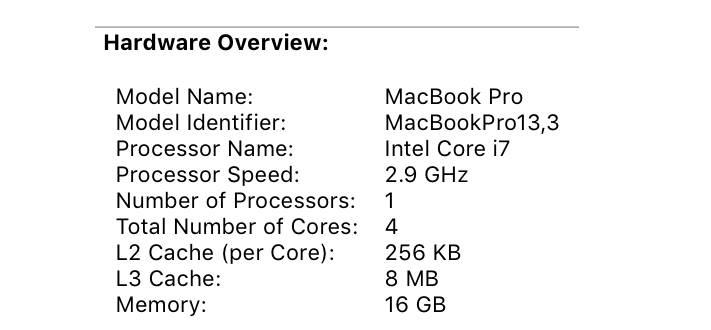 Hardware Overview:
Model Name: MacBook Pro
Model Identifier: MacBookPro13,3
Processor Name: Intel Core i7
Processor Speed: 2.9 GHz
Number of Processors: 1
Total Number of Cores: 4
L2 Cache (per Core): 256 KB
L3 Cache: 8 MB
Memory: 16 GB